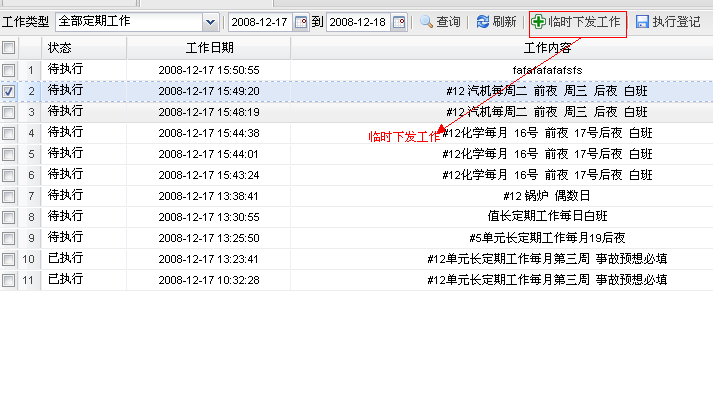 工作类型 全部定期工作 2008-12-17 到 2008-12-18 查询 刷新 临时下发工作 执行登记
状态 工作日期 工作内容
1 待执行 2008-12-17 15:50:55 fafafafafafsfs
2 待执行 2008-12-17 15:49:20 #12 汽机每周二 前夜 周三 后夜 白班
3 待执行 2008-12-17 15:48:19 #12 汽机每周二 前夜 周三 后夜 白班
临时下发工作
4 待执行 2008-12-17 15:44:38 #12化学每月 16号 前夜 17号后夜 白班
5 待执行 2008-12-17 15:44:01 #12化学每月 16号 前夜 17号后夜 白班
6 待执行 2008-12-17 15:43:24 #12化学每月 16号 前夜 17号后夜 白班
7 待执行 2008-12-17 13:38:41 #12 锅炉 偶数日
8 待执行 2008-12-17 13:30:55 值长定期工作每日白班
9 待执行 2008-12-17 13:25:50 #5单元长定期工作每月19后夜
10 已执行 2008-12-17 13:23:41 #12单元长定期工作每月第三周 事故预想必填
11 已执行 2008-12-17 10:32:28 #12单元长定期工作每月第三周 事故预想必填